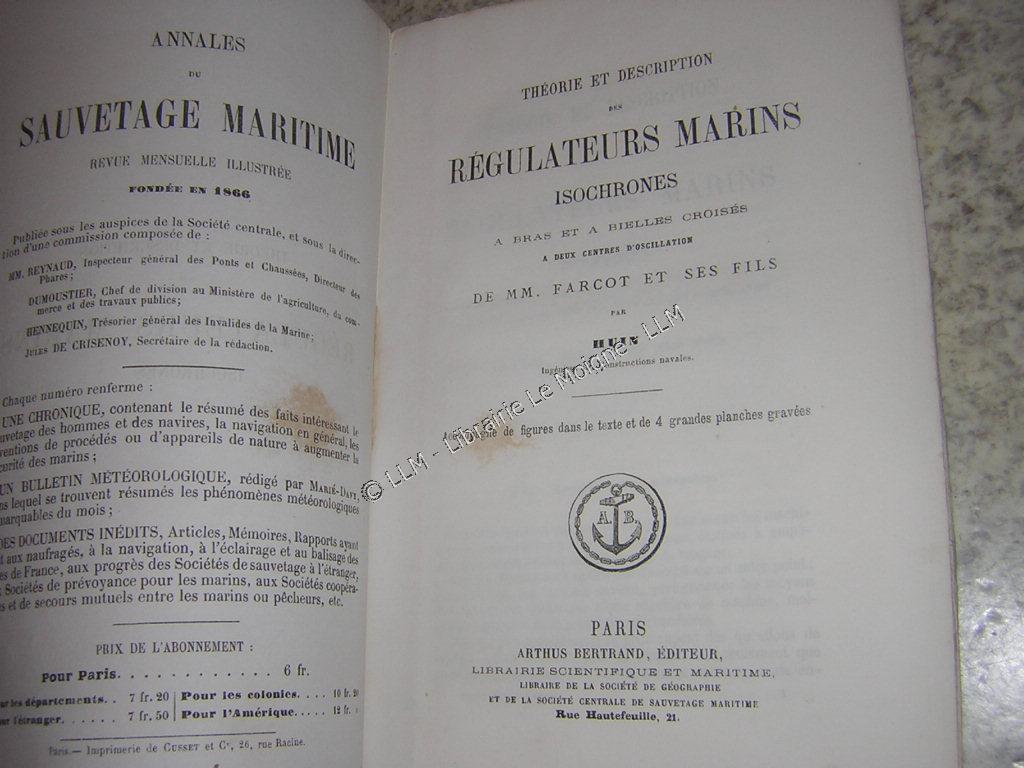 ANNALES
DU
SAUVETAGE MARITIME
REVUE MENSUELLE ILLUSTRÉE
FONDÉE EN 1866
Publiée sous les auspices de la Société centrale, et sous la direc-
tion d'une commission composée de :
MM. REYNAUD, Inspecteur général des Ponts et Chaussées, Directeur des
Phares;
DUMOUSTIER, Chef de division au Ministère de l'agriculture, du com-
merce et des travaux publics;
HENNEQUIN, Trésorier général des Invalides de la Marine;
JULES DE CRISENOY, Secrétaire de la rédaction.
Chaque numéro renferme :
UNE CHRONIQUE, contenant le résumé des faits intéressant le
uvetage des hommes et des navires, la navigation en général, les
ventions de procédés ou d'appareils de nature à augmenter la
curité des marins;
UN BULLETIN MÉTÉOROLOGIQUE, rédigé par MARIÉ-DAVY,
ns lequel se trouvent résumés les phénomènes météorologiques
marquables du mois;
DES DOCUMENTS INÉDITS, Articles, Mémoires, Rapports ayant
t aux naufragés, à la navigation, à l'éclairage et au balisage des
es de France, aux progrès des Sociétés de sauvetage à l'étranger,
x Sociétés de prévoyance pour les marins, aux Sociétés coopéra-
s et de secours mutuels entre les marins ou pêcheurs, etc.
PRIX DE L'ABONNEMENT :
Pour Paris. . . . . . . . . . . . 6 fr.
ur les départements. . 7 fr. 20 Pour les colonies. . . . 10 fr. 20
ur l'étranger. . . . . . 7 fr. 50 Pour l'Amérique. . . . . 12 fr.
Paris.— Imprimerie de CUSSET et Ce, 26, rue Racine.
THÉORIE ET DESCRIPTION
DES
RÉGULATEURS MARINS
ISOCHRONES
A BRAS ET A BIELLES CROISÉS
A DEUX CENTRES D'OSCILLATION
DE MM. FARCOT ET SES FILS
PAR
HUIN
constructions navales.
de figures dans le texte et de 4 grandes planches gravées
A. B.
PARIS
ARTHUS BERTRAND, ÉDITEUR,
LIBRAIRIE SCIENTIFIQUE ET MARITIME,
LIBRAIRE DE LA SOCIÉTÉ DE GÉOGRAPHIE
ET DE LA SOCIÉTÉ CENTRALE DE SAUVETAGE MARITIME
Rue Hautefeuille, 21.
© LLM - Librairie Le Moigne - LLM